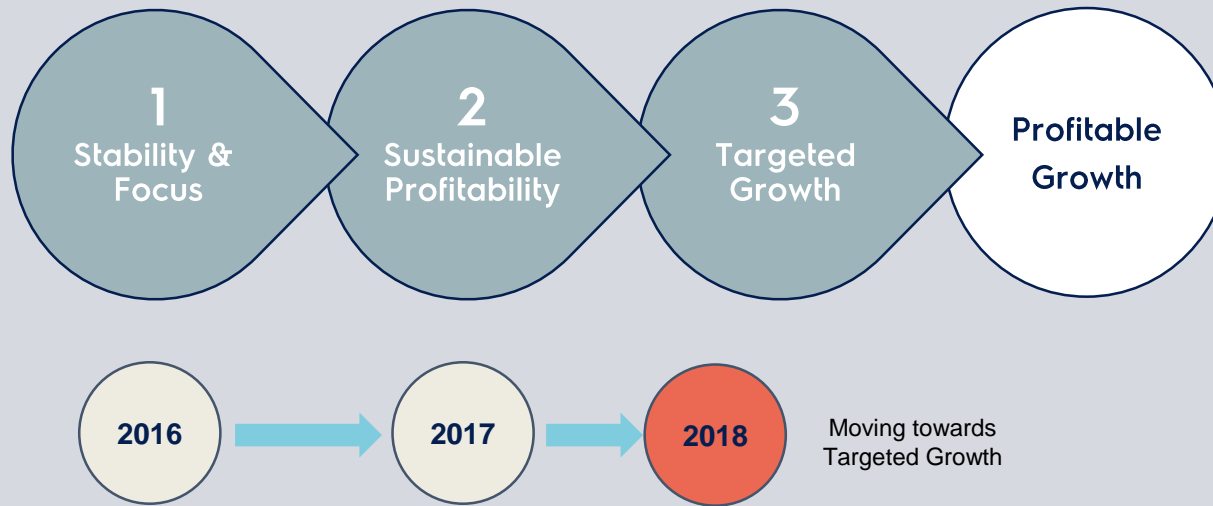 1
Stability &
Focus
2
Sustainable
Profitability
3
Targeted
Growth
Profitable
Growth
2016
2017
2018
Moving towards
Targeted Growth